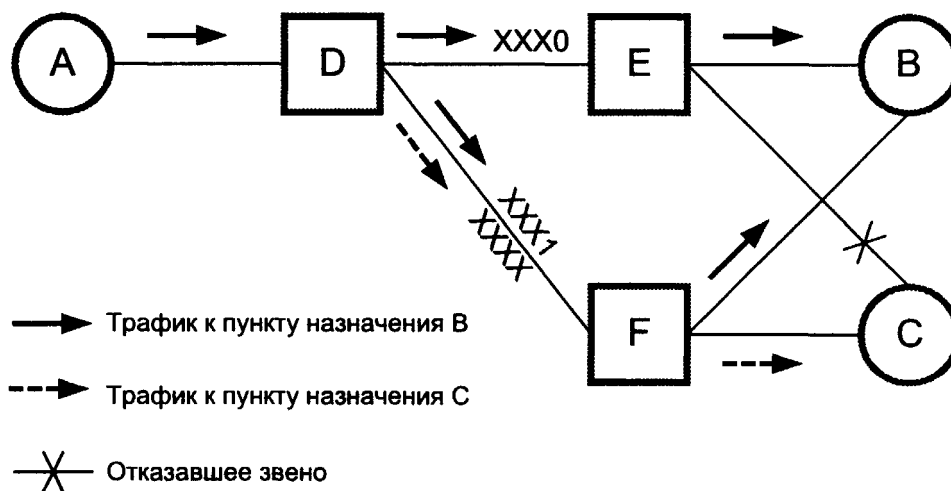 A
D
XXX0
E
B
XXX1
XXXX
F
C
Трафик к пункту назначения B
Трафик к пункту назначения C
Отказавшее звено